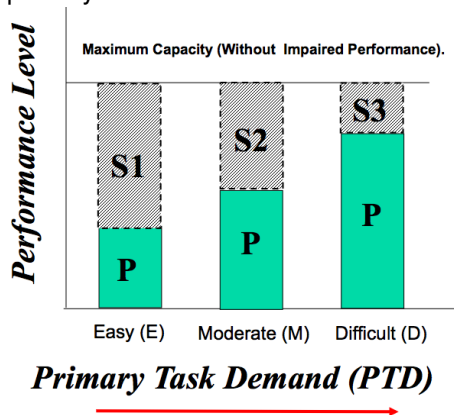 Maximum Capacity (Without Impaired Performance).
Performance Level
S1
S2
S3
P
P
P
Easy (E)
Moderate (M)
Difficult (D)
Primary Task Demand (PTD)